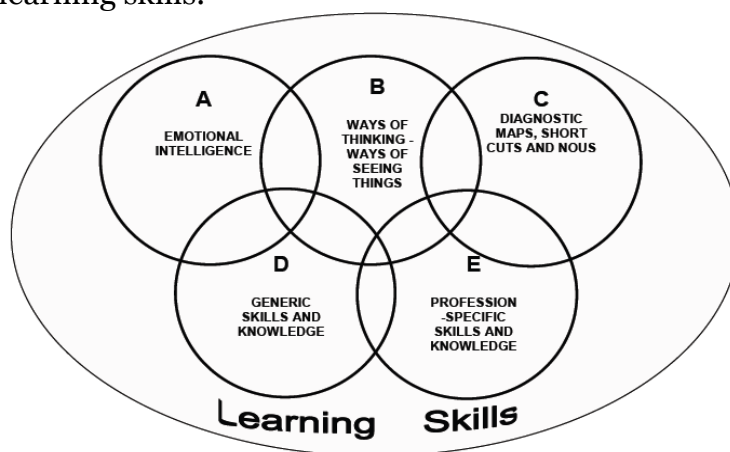 learning skills.
A
EMOTIONAL
INTELLIGENCE
B
WAYS OF
THINKING -
WAYS OF
SEEING
THINGS
C
DIAGNOSTIC
MAPS, SHORT
CUTS AND NOUS
D
GENERIC
SKILLS AND
KNOWLEDGE
E
PROFESSION
-SPECIFIC
SKILLS AND
KNOWLEDGE
Learning Skills